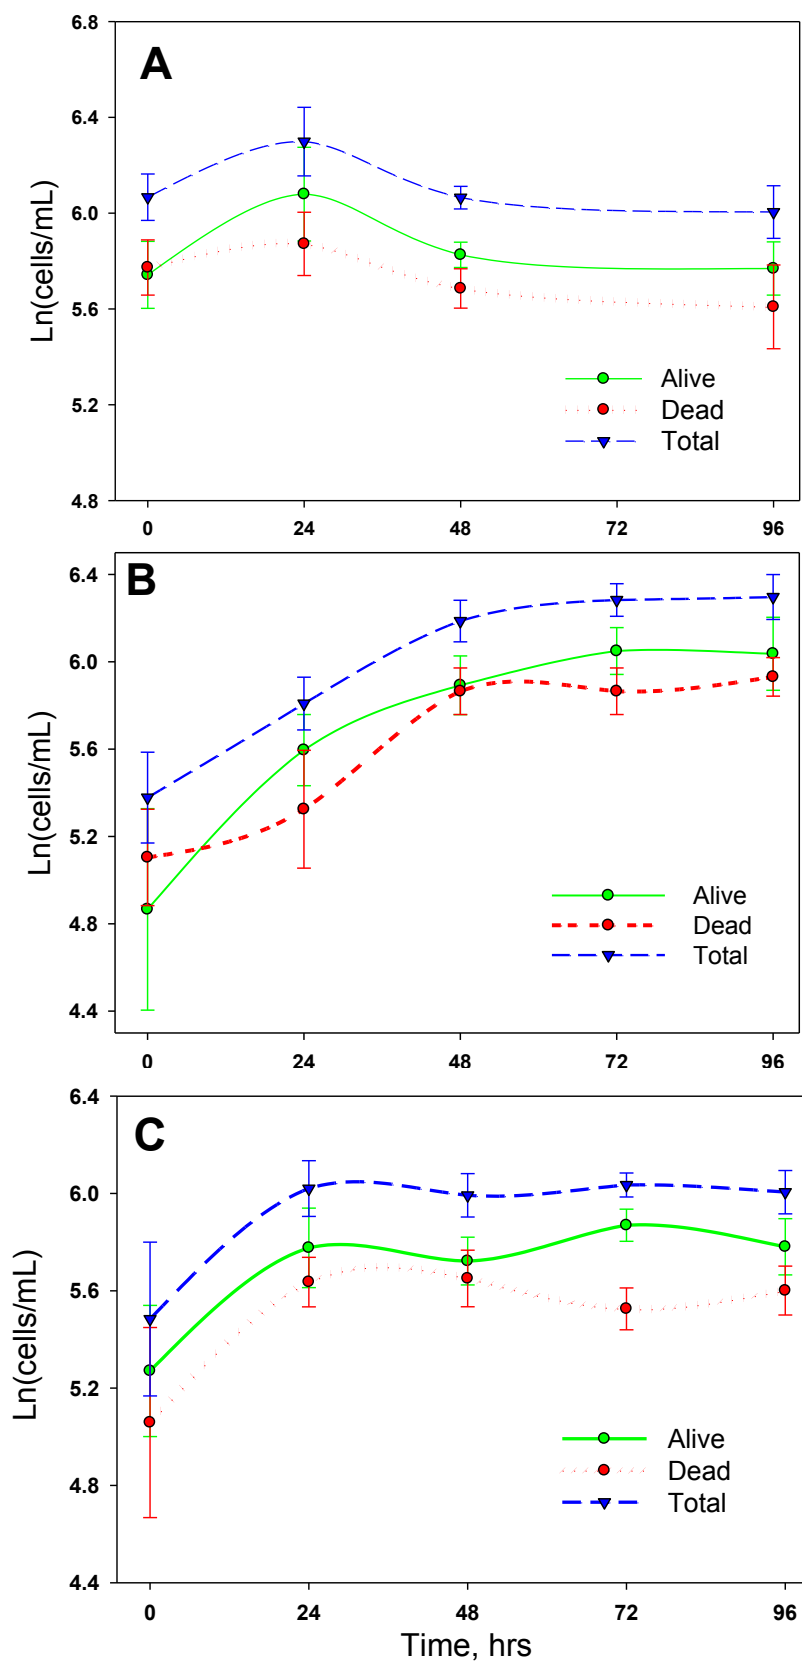 A
Ln(cells/mL)
6.8
6.4
6.0
5.6
5.2
4.8
Alive
Dead
Total
0 24 48 72 96
B
Ln(cells/mL)
6.4
6.0
5.6
5.2
4.8
4.4
Alive
Dead
Total
0 24 48 72 96
C
Ln(cells/mL)
6.4
6.0
5.6
5.2
4.8
4.4
Alive
Dead
Total
0 24 48 72 96
Time, hrs